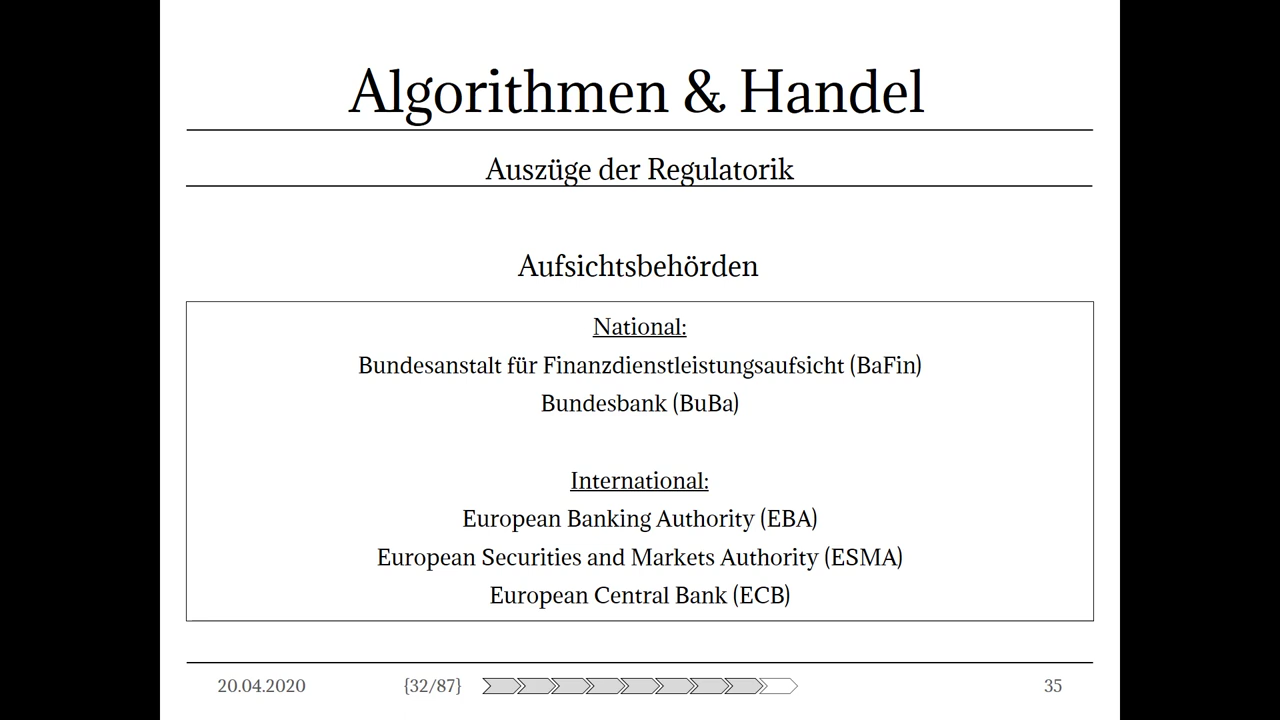 Algorithmen & Handel
Auszüge der Regulatorik
Aufsichtsbehörden
National:
Bundesanstalt für Finanzdienstleistungsaufsicht (BaFin)
Bundesbank (BuBa)
International:
European Banking Authority (EBA)
European Securities and Markets Authority (ESMA)
European Central Bank (ECB)
20.04.2020 {32/87} 35